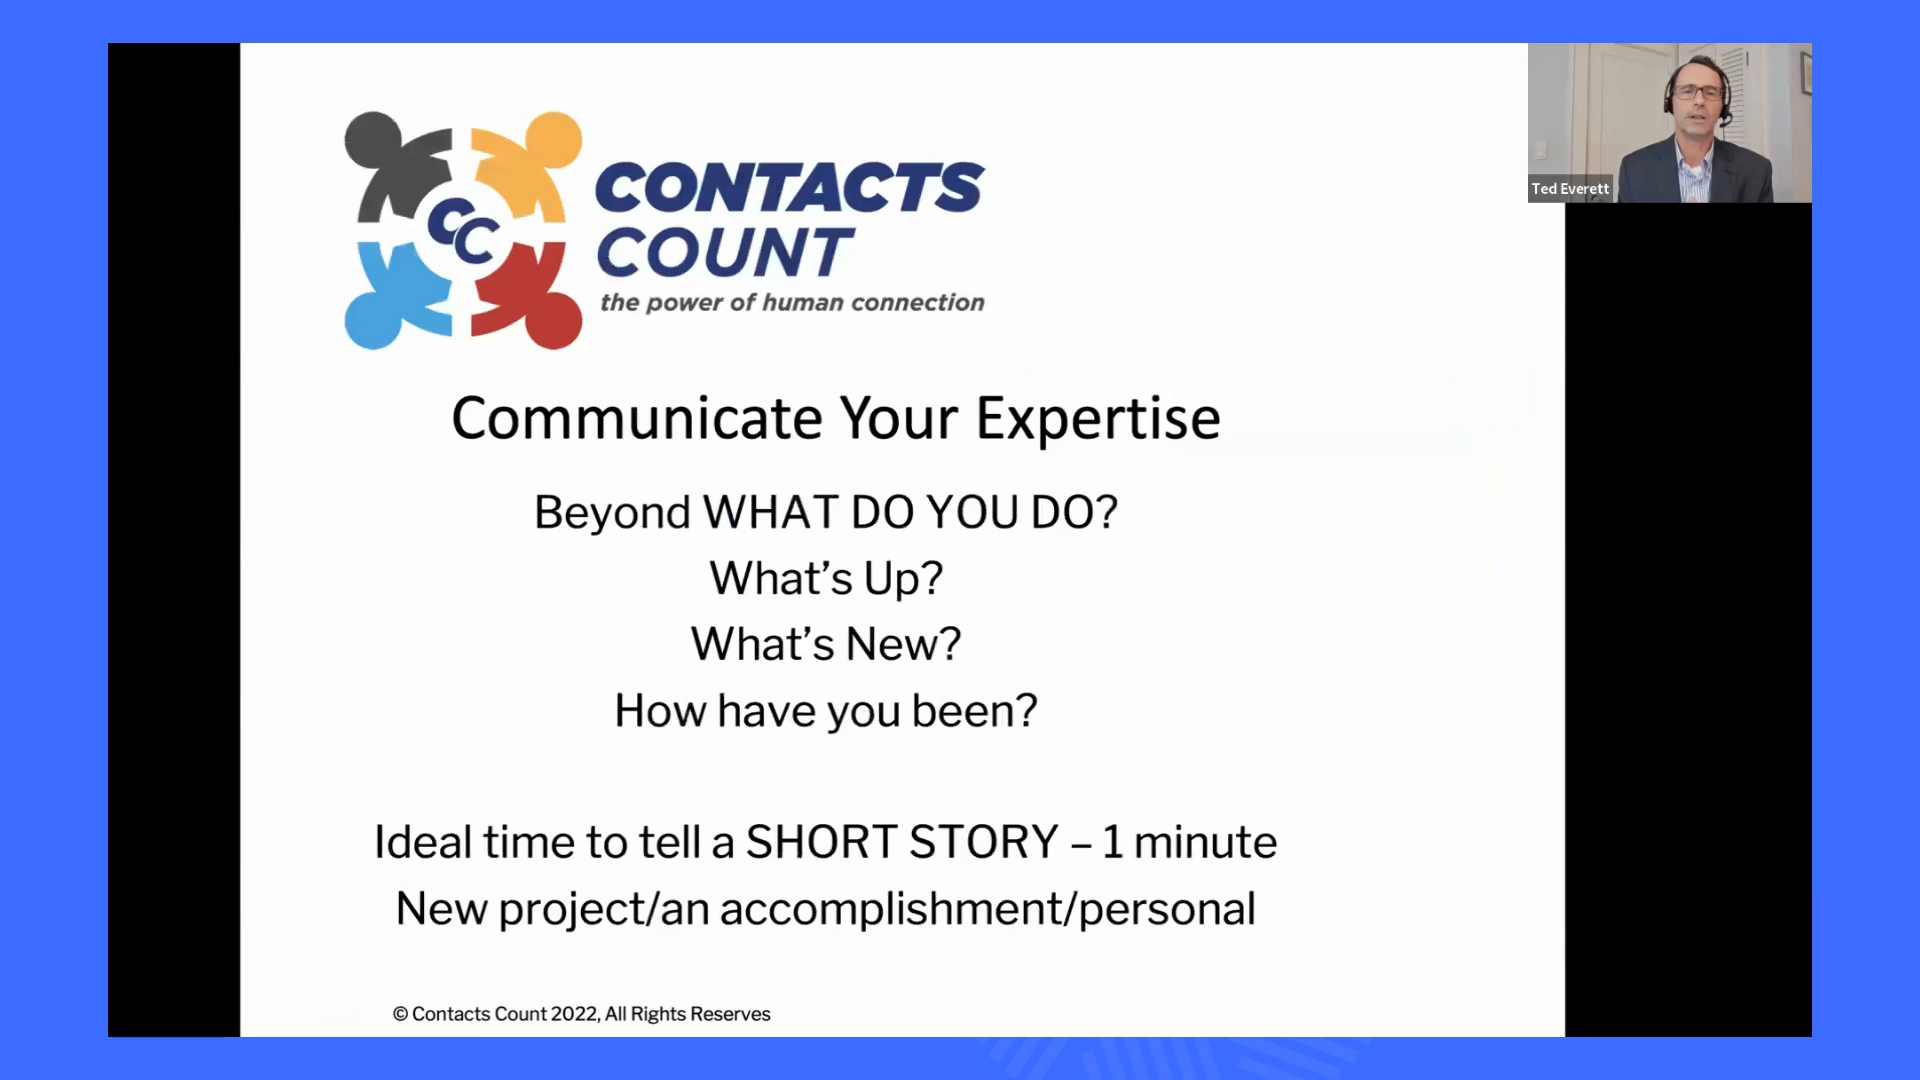 CC
CONTACTS
COUNT
the power of human connection
Ted Everett
Communicate Your Expertise
Beyond WHAT DO YOU DO?
What’s Up?
What’s New?
How have you been?
Ideal time to tell a SHORT STORY – 1 minute
New project/an accomplishment/personal
© Contacts Count 2022, All Rights Reserves